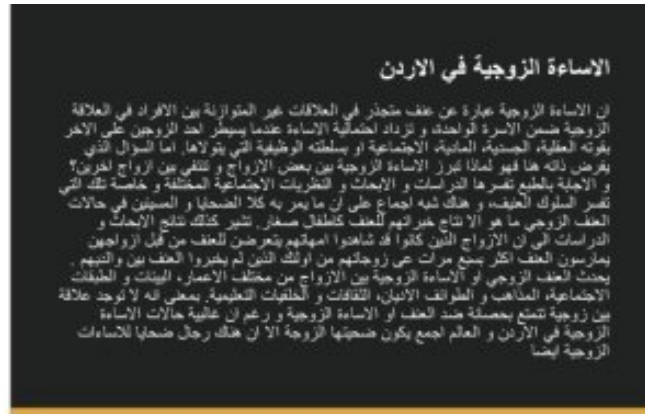 الاساءة الزوجية في الاردن
ان الاساءة الزوجية عبارة عن عنف متجذر في العلاقات غير المتوازنة بين الافراد في العلاقة
الزوجية ضمن الاسرة الواحدة، و تزداد احتمالية الاساءة عندما يسيطر احد الزوجين على الاخر
بقوته العقلية، الجسدية، المادية، الاجتماعية او بسلطته الوظيفية التي يتولاها. اما السوال الذي
يفرض ذاته هنا فهو لماذا تبرز الاساءة الزوجية بين بعض الازواج و تنتفي بين ازواج اخرين؟
و الاجابة بالطبع تفسرها الدراسات و الابحاث و النظريات الاجتماعية المختلفة و خاصة تلك التي
تفسر السلوك العنيف، و هناك شبه اجماع على ان ما يمر به كلا الضحايا و المسيئين في حالات
العنف الزوجي ما هو الا نتاج خبراتهم للعنف كاطفال صغار. تشير كذلك نتائج الابحاث و
الدراسات الى ان الازواج الذين كانوا قد شاهدوا امهاتهم يتعرضن للعنف من قبل ازواجهن
يمارسون العنف اكثر بسبع مرات عى زوجاتهم من اولئك الذين لم يخبروا العنف بين والديهم .
يحدث العنف الزوجي او الاساءة الزوجية بين الازواج من مختلف الاعمار، البيئات و الطبقات
الاجتماعية، المذاهب و الطوائف الاديان، الثقافات و الخلفيات التعليمية. بمعنى انه لا توجد علاقة
بين زوجية تتمتع بحصانة ضد العنف او الاساءة الزوجية و رغم ان غالبية حالات الاساءة
الزوجية في الاردن و العالم اجمع يكون ضحيتها الزوجة الا ان هناك رجال ضحايا للاساءات
الزوجية ايضا